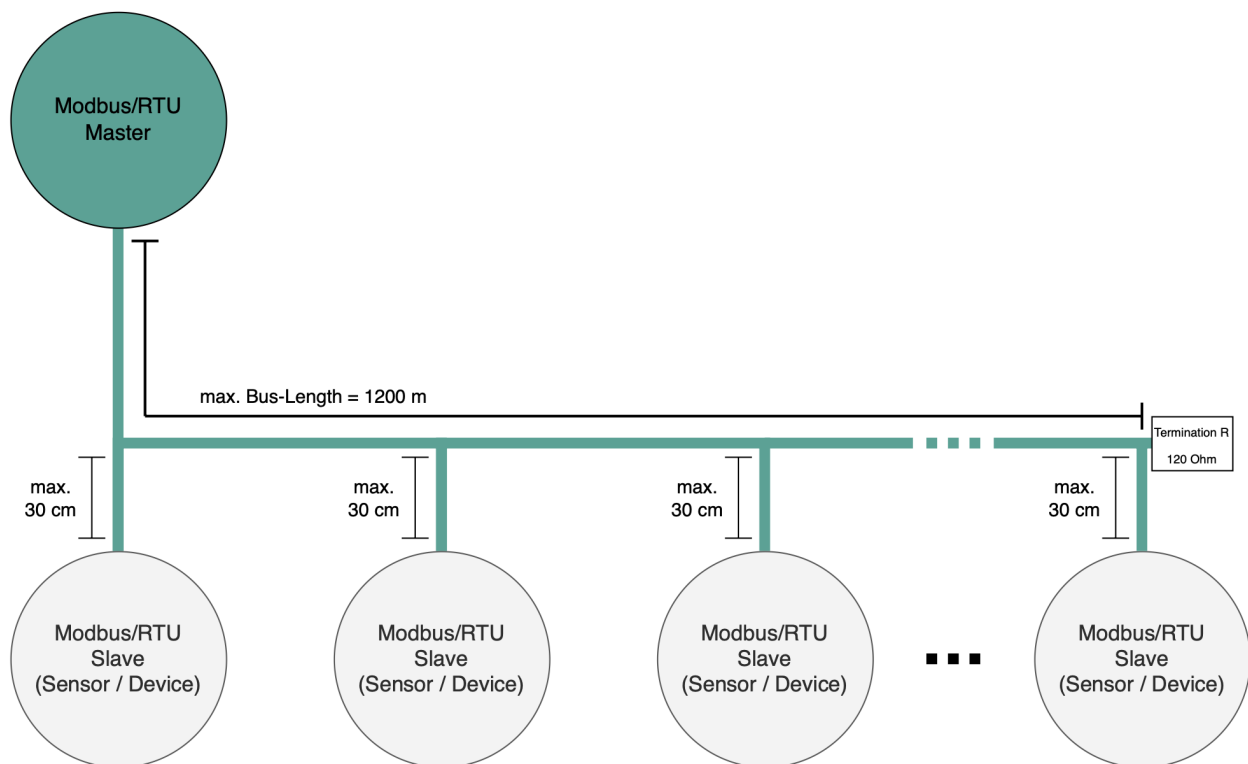 Modbus/RTU
Master
max. Bus-Length = 1200 m
Termination R
120 Ohm
max.
30 cm
max.
30 cm
max.
30 cm
max.
30 cm
Modbus/RTU
Slave
(Sensor / Device)
Modbus/RTU
Slave
(Sensor / Device)
Modbus/RTU
Slave
(Sensor / Device)
Modbus/RTU
Slave
(Sensor / Device)